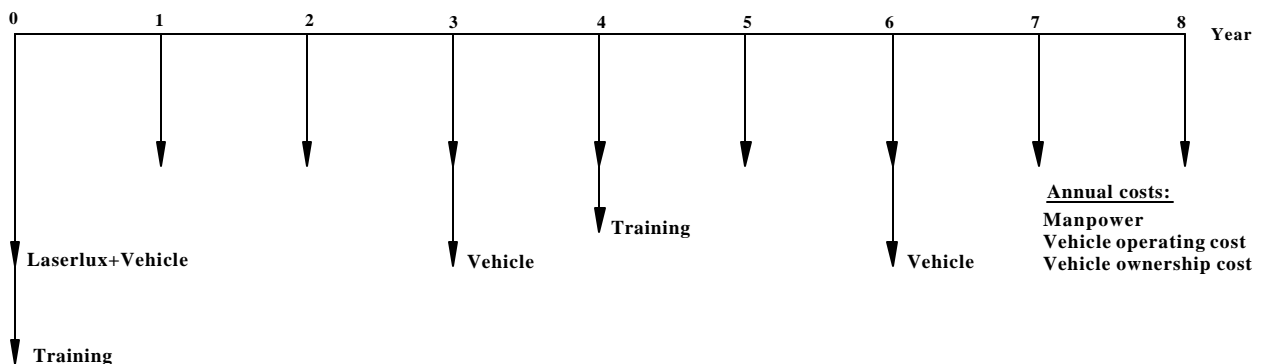 0 1 2 3 4 5 6 7 8
Year
Annual costs:
Manpower
Training
Vehicle operating cost
Laserlux+Vehicle
Vehicle
Vehicle
Vehicle ownership cost
Training